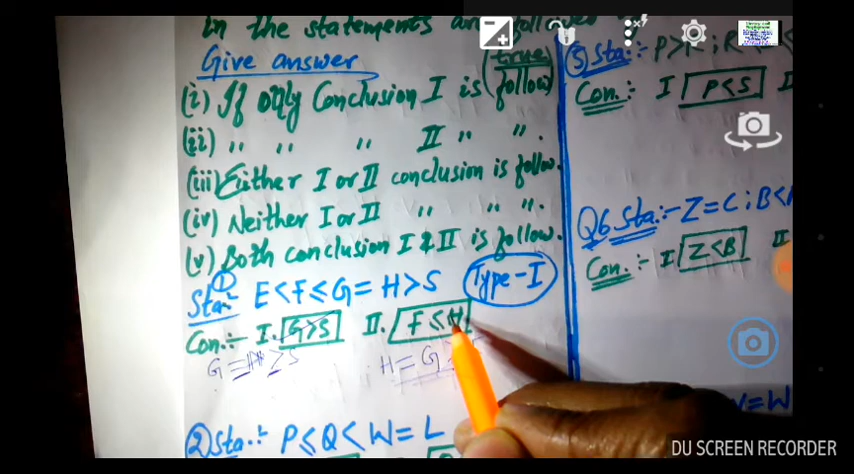 in the statements are followed
Give answer
(i) If only Conclusion I is (true follow)
(ii) ,, ,, ,, II ,, ,,.
(iii) Either I or II conclusion is follow.
(iv) Neither I or II ,, ,, ,,.
(v) Both conclusion I & II is follow.
① Sta:- E < F ≤ G = H > S Type-I
Con:- I. G > S II. F ≤ H
G = H > S H = G
② Sta:- P ≤ Q < W = L
⑤ Sta:- P >
Con:- I P < S II
Q6 Sta:- Z = C ; B <
Con:- I Z < B II
= W
DU SCREEN RECORDER